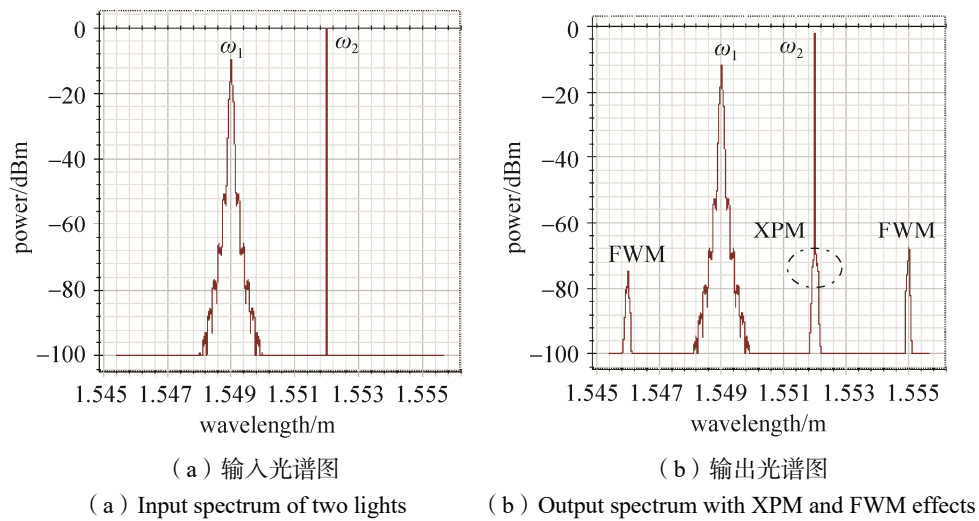 0
−20
−40
−60
−80
−100
power/dBm
ω1
ω2
1.545 1.547 1.549 1.551 1.553 1.555
wavelength/m
（a）输入光谱图
（a）Input spectrum of two lights
0
−20
−40
−60
−80
−100
power/dBm
ω1
ω2
FWM
XPM
FWM
1.545 1.547 1.549 1.551 1.553 1.555
wavelength/m
（b）输出光谱图
（b）Output spectrum with XPM and FWM effects